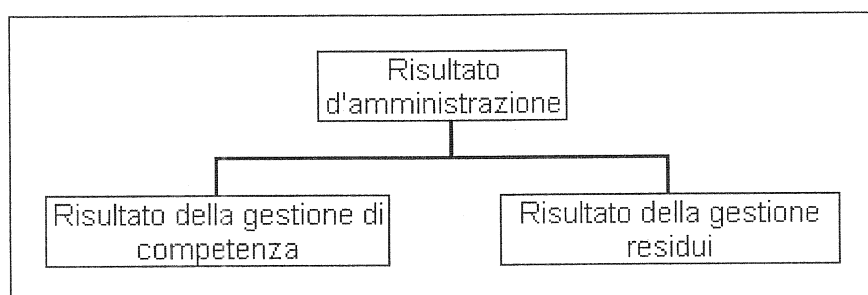 Risultato
d'amministrazione
Risultato della gestione di
competenza
Risultato della gestione
residui